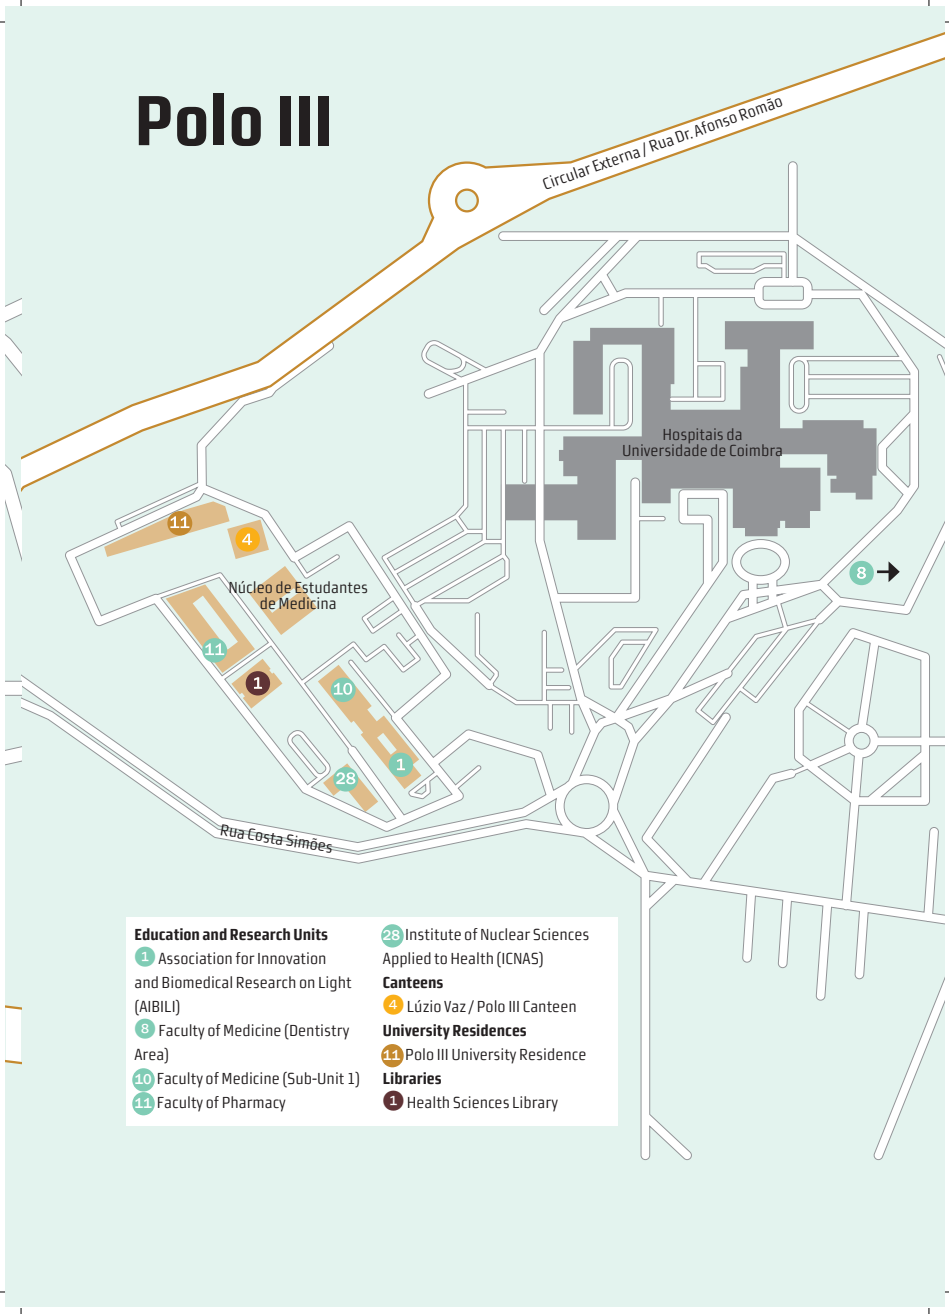 Polo III
Circular Externa / Rua Dr. Afonso Romão
Hospitais da
Universidade de Coimbra
11
4
8
Núcleo de Estudantes
de Medicina
11
1
10
1
28
Rua Costa Simões
Education and Research Units
1 Association for Innovation
and Biomedical Research on Light
(AIBILI)
8 Faculty of Medicine (Dentistry
Area)
10 Faculty of Medicine (Sub-Unit 1)
11 Faculty of Pharmacy
28 Institute of Nuclear Sciences
Applied to Health (ICNAS)
Canteens
4 Lúzio Vaz / Polo III Canteen
University Residences
11 Polo III University Residence
Libraries
1 Health Sciences Library